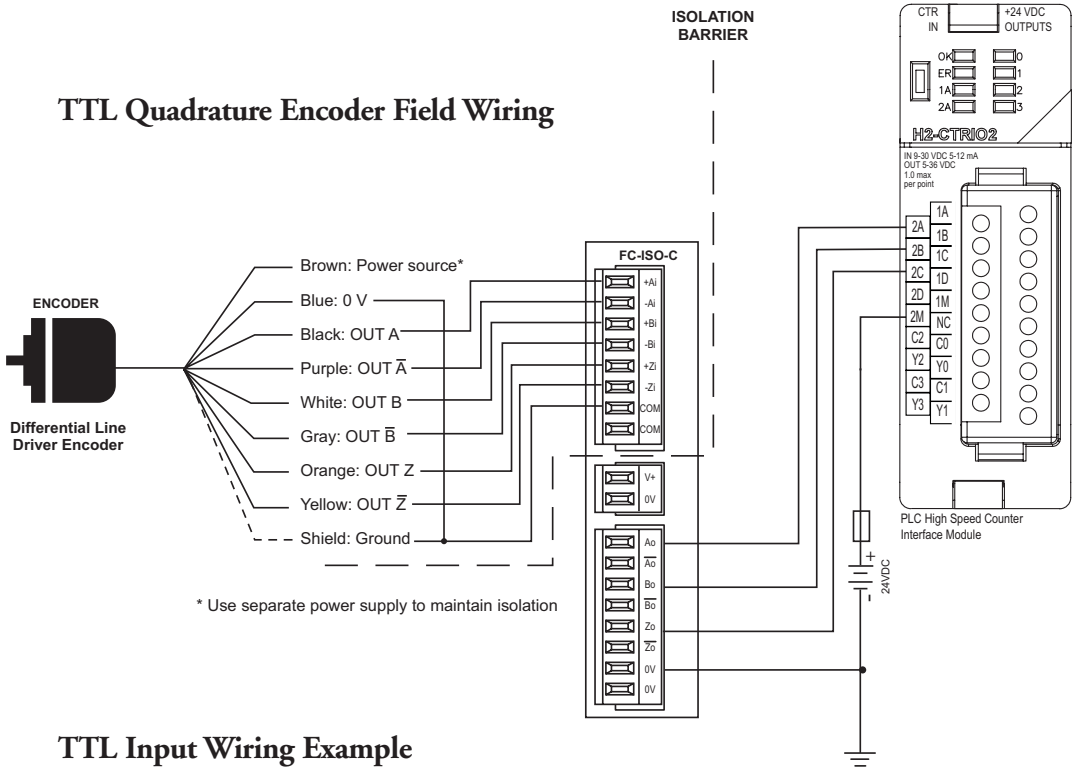 ISOLATION
BARRIER
CTR
IN
+24 VDC
OUTPUTS
OK
ER
1A
2A
0
1
2
3
H2-CTRIO2
IN 9-30 VDC 5-12 mA
OUT 5-36 VDC
1.0 max
per point
1A
2A
1B
2B
1C
2C
1D
2D
1M
2M
NC
C2
C0
Y2
Y0
C3
C1
Y3
Y1
PLC High Speed Counter
Interface Module
24VDC
+
-
TTL Quadrature Encoder Field Wiring
ENCODER
Differential Line
Driver Encoder
Brown: Power source*
Blue: 0 V
Black: OUT A
Purple: OUT A̅
White: OUT B
Gray: OUT B̅
Orange: OUT Z
Yellow: OUT Z̅
Shield: Ground
* Use separate power supply to maintain isolation
FC-ISO-C
+Ai
-Ai
+Bi
-Bi
+Zi
-Zi
COM
COM
V+
0V
Ao
A̅o̅
Bo
B̅o̅
Zo
Z̅o̅
0V
0V
TTL Input Wiring Example